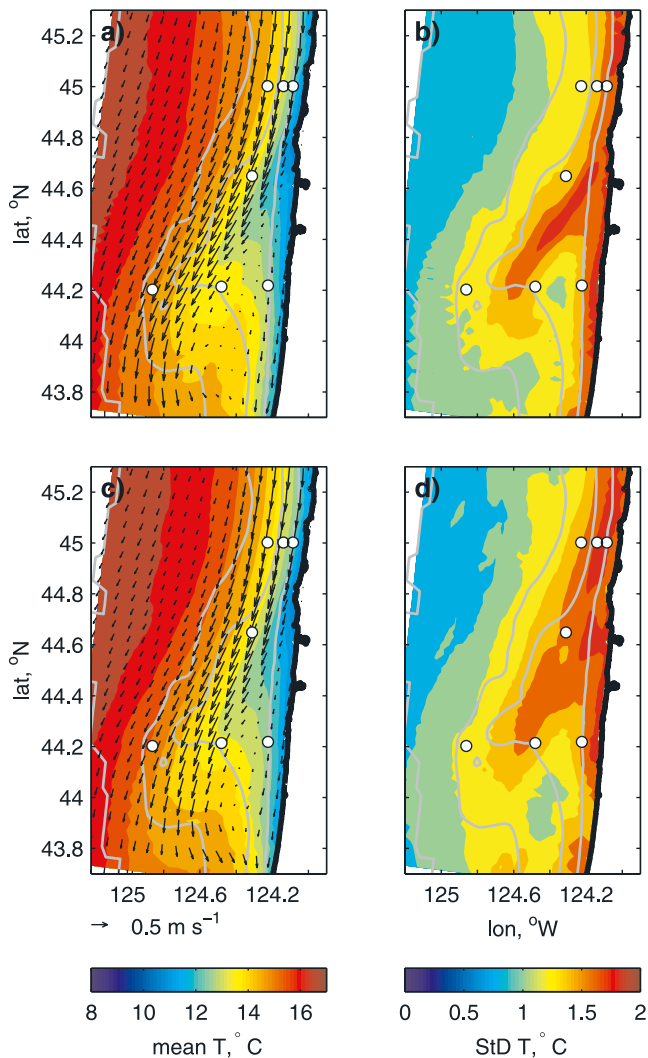 a)
b)
45.2
45
44.8
44.6
44.4
44.2
44
43.8
lat, °N
c)
d)
45.2
45
44.8
44.6
44.4
44.2
44
43.8
lat, °N
125 124.6 124.2
125 124.6 124.2
0.5 m s⁻¹
lon, °W
8 10 12 14 16
0 0.5 1 1.5 2
mean T, ° C
StD T, ° C